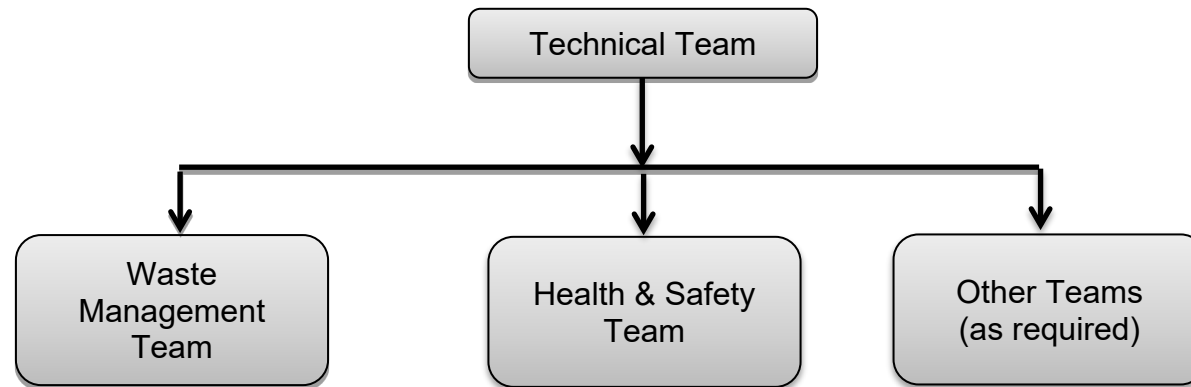 Technical Team
Waste
Management
Team
Health & Safety
Team
Other Teams
(as required)